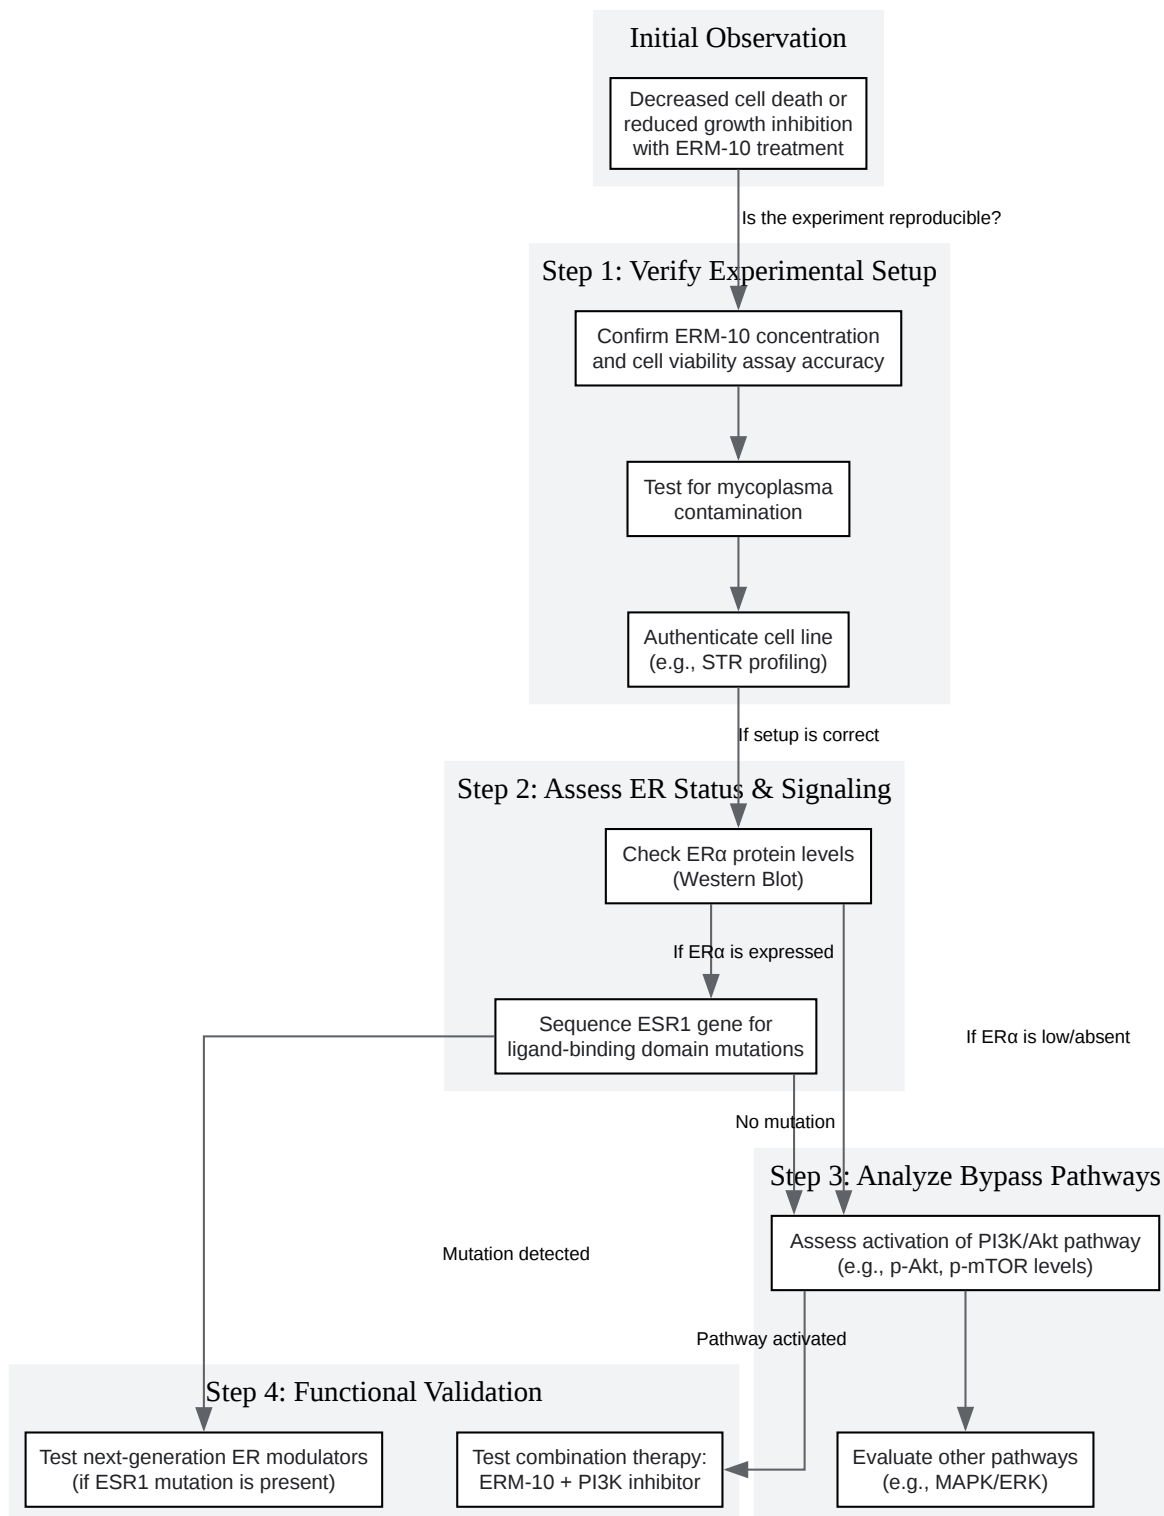 Initial Observation
Decreased cell death or
reduced growth inhibition
with ERM-10 treatment
Is the experiment reproducible?
Step 1: Verify Experimental Setup
Confirm ERM-10 concentration
and cell viability assay accuracy
Test for mycoplasma
contamination
Authenticate cell line
(e.g., STR profiling)
If setup is correct
Step 2: Assess ER Status & Signaling
Check ERα protein levels
(Western Blot)
If ERα is expressed
Sequence ESR1 gene for
ligand-binding domain mutations
If ERα is low/absent
No mutation
Step 3: Analyze Bypass Pathways
Assess activation of PI3K/Akt pathway
(e.g., p-Akt, p-mTOR levels)
Mutation detected
Pathway activated
Step 4: Functional Validation
Test next-generation ER modulators
(if ESR1 mutation is present)
Test combination therapy:
ERM-10 + PI3K inhibitor
Evaluate other pathways
(e.g., MAPK/ERK)